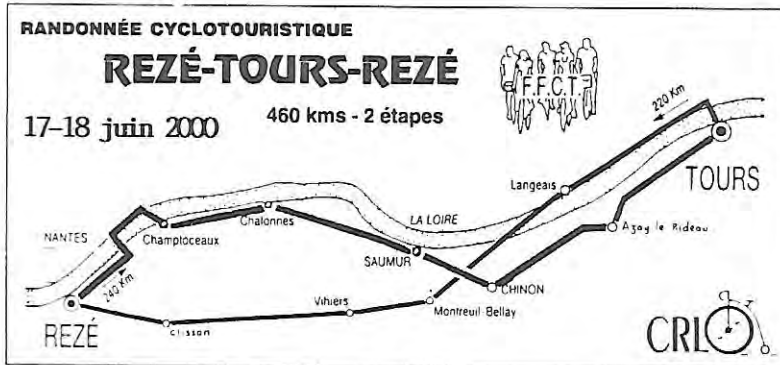 RANDONNÉE CYCLOTOURISTIQUE
REZÉ-TOURS-REZÉ
F.F.C.T.
17-18 juin 2000
460 kms - 2 étapes
220 Km
TOURS
Langeais
LA LOIRE
Azay le Rideau
NANTES
Champtoceaux
Chalonnes
SAUMUR
CHINON
240 Km
REZÉ
Clisson
Vihiers
Montreuil-Bellay
CRLO